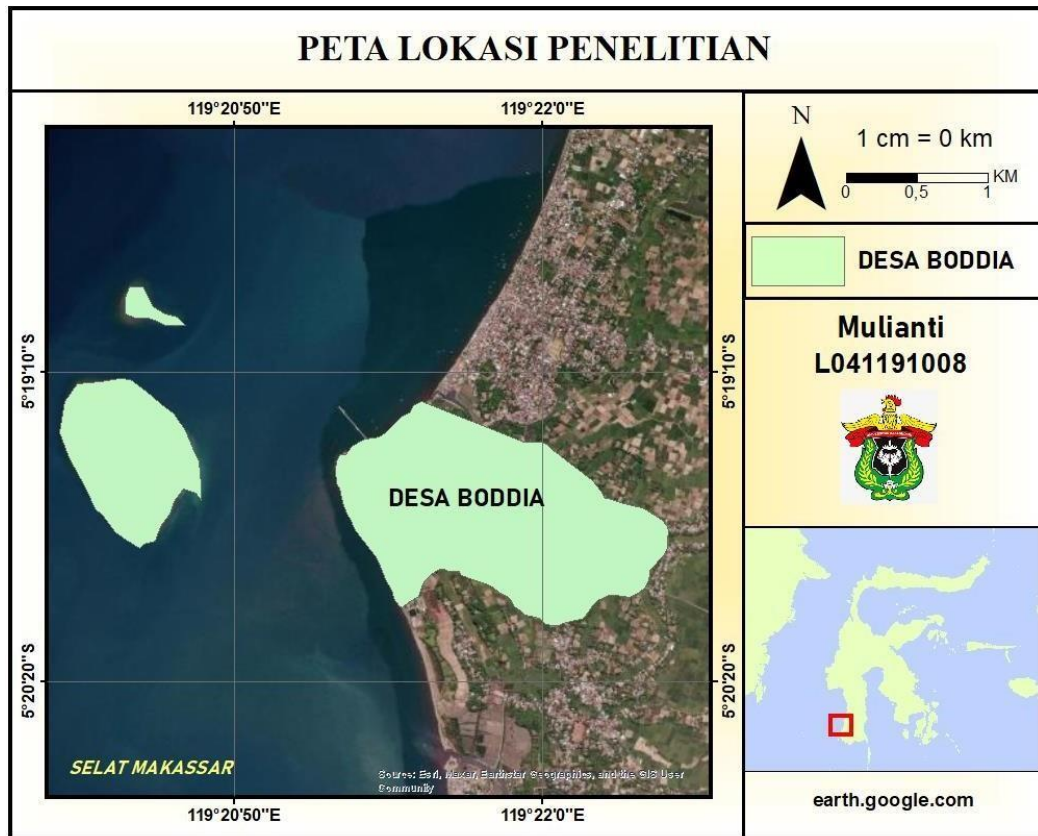 PETA LOKASI PENELITIAN
119°20'50"E
119°22'0"E
N
1 cm = 0 km
KM
0
0,5
1
DESA BODDIA
Mulianti
L041191008
5°19'10"S
5°19'10"S
DESA BODDIA
5°20'20"S
5°20'20"S
SELAT MAKASSAR
Source: Esri, Maxar, Earthstar Geographics, and the GIS User
Community
119°20'50"E
119°22'0"E
earth.google.com